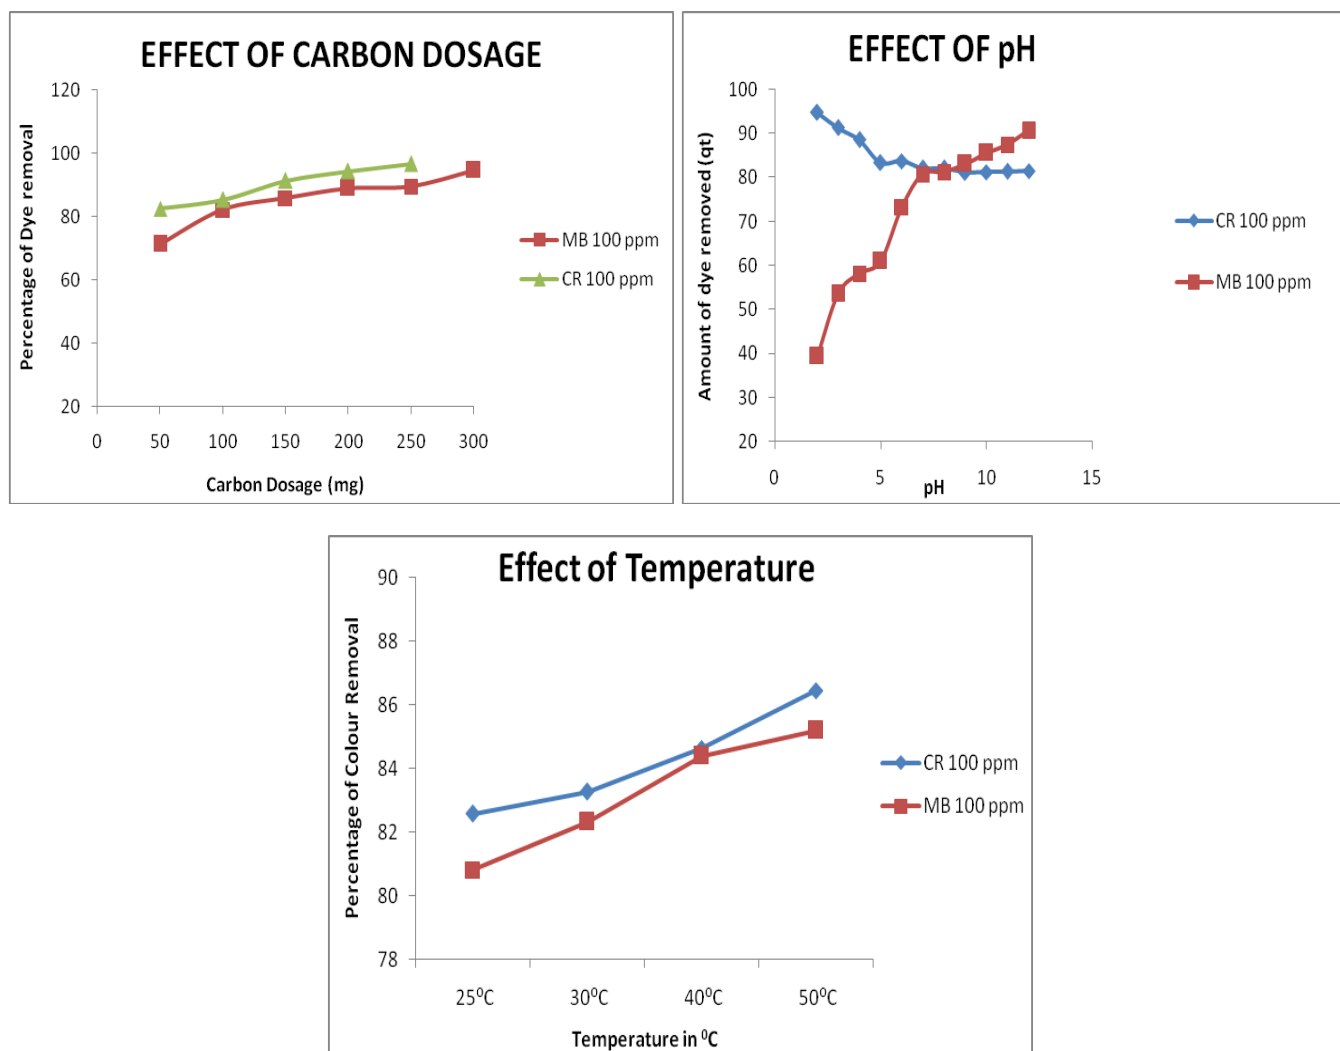 EFFECT OF CARBON DOSAGE
120
100
80
60
40
20
0 50 100 150 200 250 300
Percentage of Dye removal
Carbon Dosage (mg)
MB 100 ppm
CR 100 ppm
EFFECT OF pH
100
90
80
70
60
50
40
30
20
0 5 10 15
Amount of dye removed (qt)
pH
CR 100 ppm
MB 100 ppm
Effect of Temperature
90
88
86
84
82
80
78
25⁰C 30⁰C 40⁰C 50⁰C
Percentage of Colour Removal
Temperature in ⁰C
CR 100 ppm
MB 100 ppm